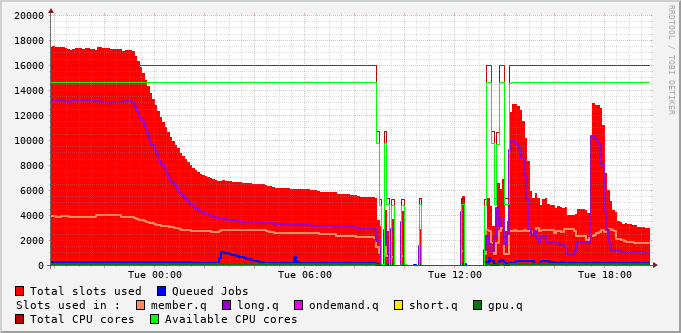 20000
18000
16000
14000
12000
10000
8000
6000
4000
2000
0
Tue 00:00 Tue 06:00 Tue 12:00 Tue 18:00
RRDTOOL / TOBI OETIKER
Total slots used Queued Jobs
Slots used in : member.q long.q ondemand.q short.q gpu.q
Total CPU cores Available CPU cores